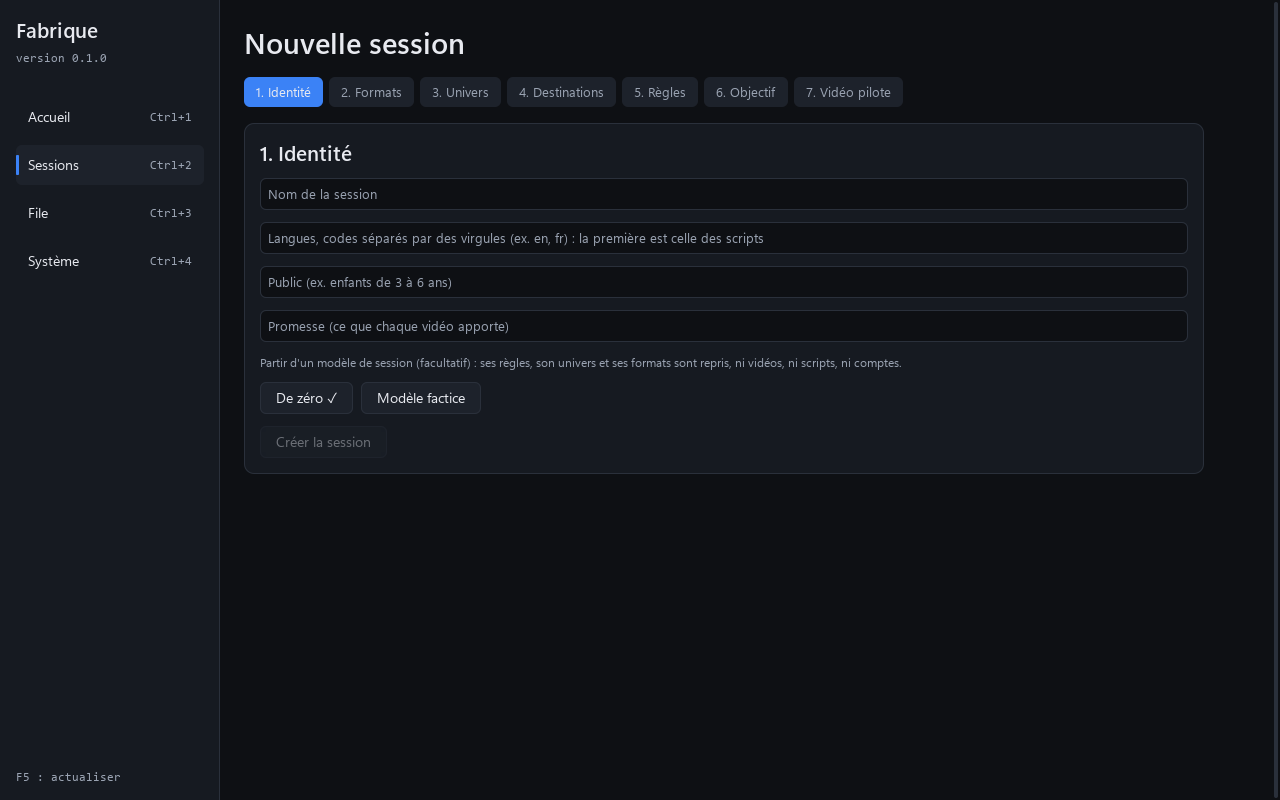 Fabrique
version 0.1.0
Accueil Ctrl+1
Sessions Ctrl+2
File Ctrl+3
Système Ctrl+4
F5 : actualiser
Nouvelle session
1. Identité 2. Formats 3. Univers 4. Destinations 5. Règles 6. Objectif 7. Vidéo pilote
1. Identité
Nom de la session
Langues, codes séparés par des virgules (ex. en, fr) : la première est celle des scripts
Public (ex. enfants de 3 à 6 ans)
Promesse (ce que chaque vidéo apporte)
Partir d'un modèle de session (facultatif) : ses règles, son univers et ses formats sont repris, ni vidéos, ni scripts, ni comptes.
De zéro ✓ Modèle factice
Créer la session